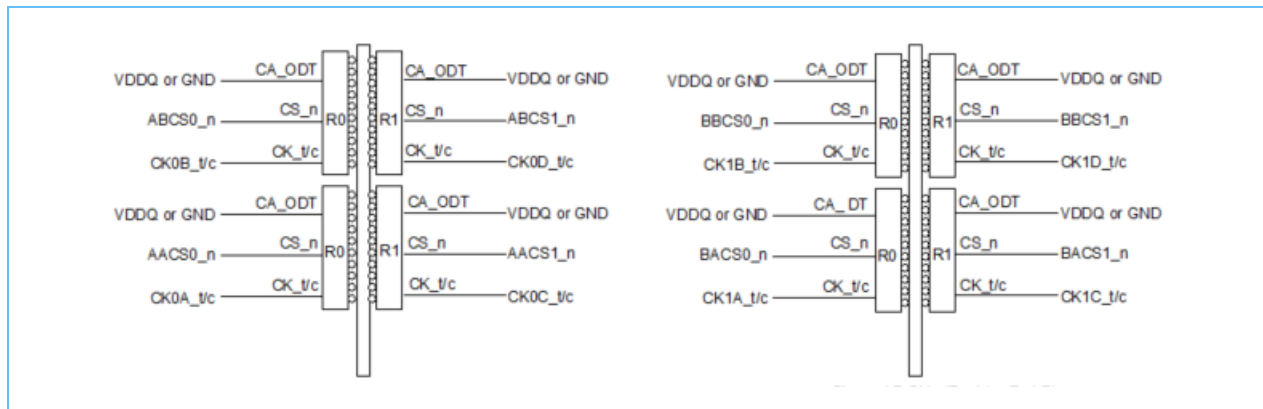 CA_ODT CA_ODT
VDDQ or GND VDDQ or GND
CS_n CS_n
ABCS0_n R0 R1 ABCS1_n
CK_t/c CK_t/c
CK0B_t/c CK0D_t/c
CA_ODT CA_ODT
VDDQ or GND VDDQ or GND
CS_n CS_n
AACS0_n R0 R1 AACS1_n
CK_t/c CK_t/c
CK0A_t/c CK0C_t/c
CA_ODT CA_ODT
VDDQ or GND VDDQ or GND
CS_n CS_n
BBCS0_n R0 R1 BBCS1_n
CK_t/c CK_t/c
CK1B_t/c CK1D_t/c
CA_ DT CA_ODT
VDDQ or GND VDDQ or GND
CS_n CS_n
BACS0_n R0 R1 BACS1_n
CK_t/c CK_t/c
CK1A_t/c CK1C_t/c